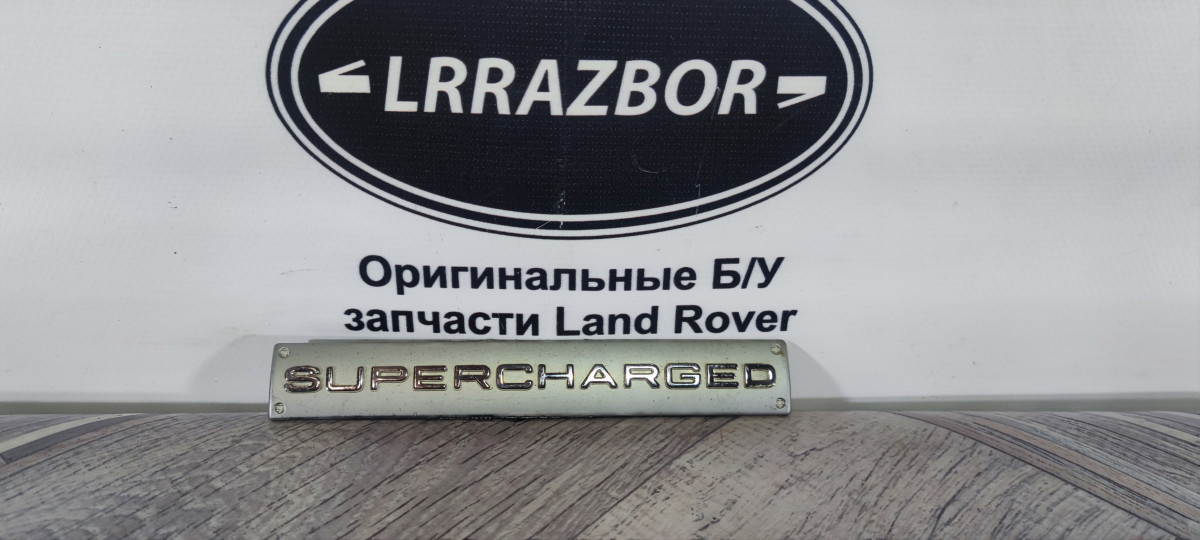 LRRAZBOR
Оригинальные Б/У
запчасти Land Rover
SUPERCHARGED